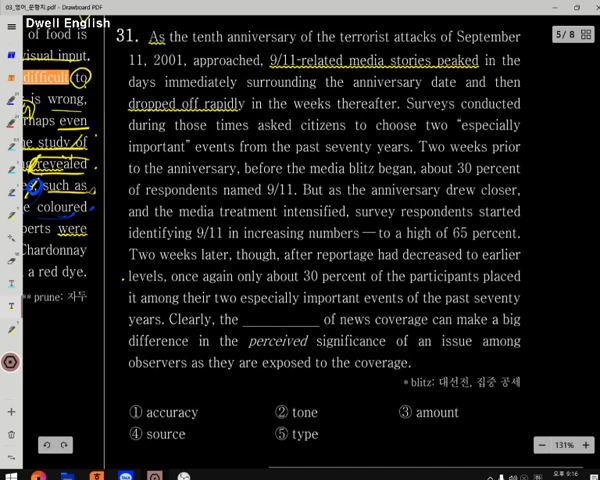 03_영어_문항지.pdf - Drawboard PDF
Dwell English
5 / 8
of food is
visual input.
difficult to
is wrong,
rhaps even
e study of
revealed
such as
e coloured
perts were
Chardonnay
a red dye.
** prune: 자두
31. As the tenth anniversary of the terrorist attacks of September
11, 2001, approached, 9/11-related media stories peaked in the
days immediately surrounding the anniversary date and then
dropped off rapidly in the weeks thereafter. Surveys conducted
during those times asked citizens to choose two “especially
important” events from the past seventy years. Two weeks prior
to the anniversary, before the media blitz began, about 30 percent
of respondents named 9/11. But as the anniversary drew closer,
and the media treatment intensified, survey respondents started
identifying 9/11 in increasing numbers — to a high of 65 percent.
Two weeks later, though, after reportage had decreased to earlier
levels, once again only about 30 percent of the participants placed
it among their two especially important events of the past seventy
years. Clearly, the ____________ of news coverage can make a big
difference in the perceived significance of an issue among
observers as they are exposed to the coverage.
* blitz: 대선전, 집중 공세
① accuracy ② tone ③ amount
④ source ⑤ type
131%
오후 9:16